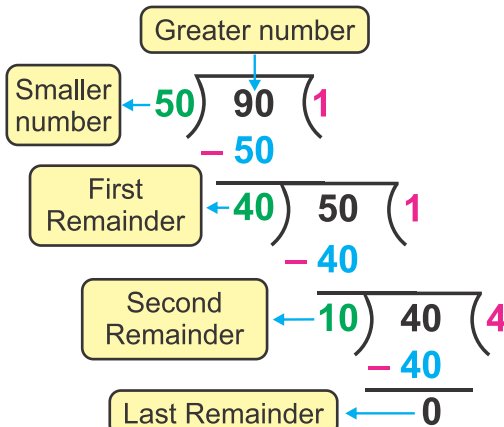 Greater number
Smaller
number
50 ) 90 ( 1
– 50
First
Remainder
40 ) 50 ( 1
– 40
Second
Remainder
10 ) 40 ( 4
– 40
Last Remainder
0